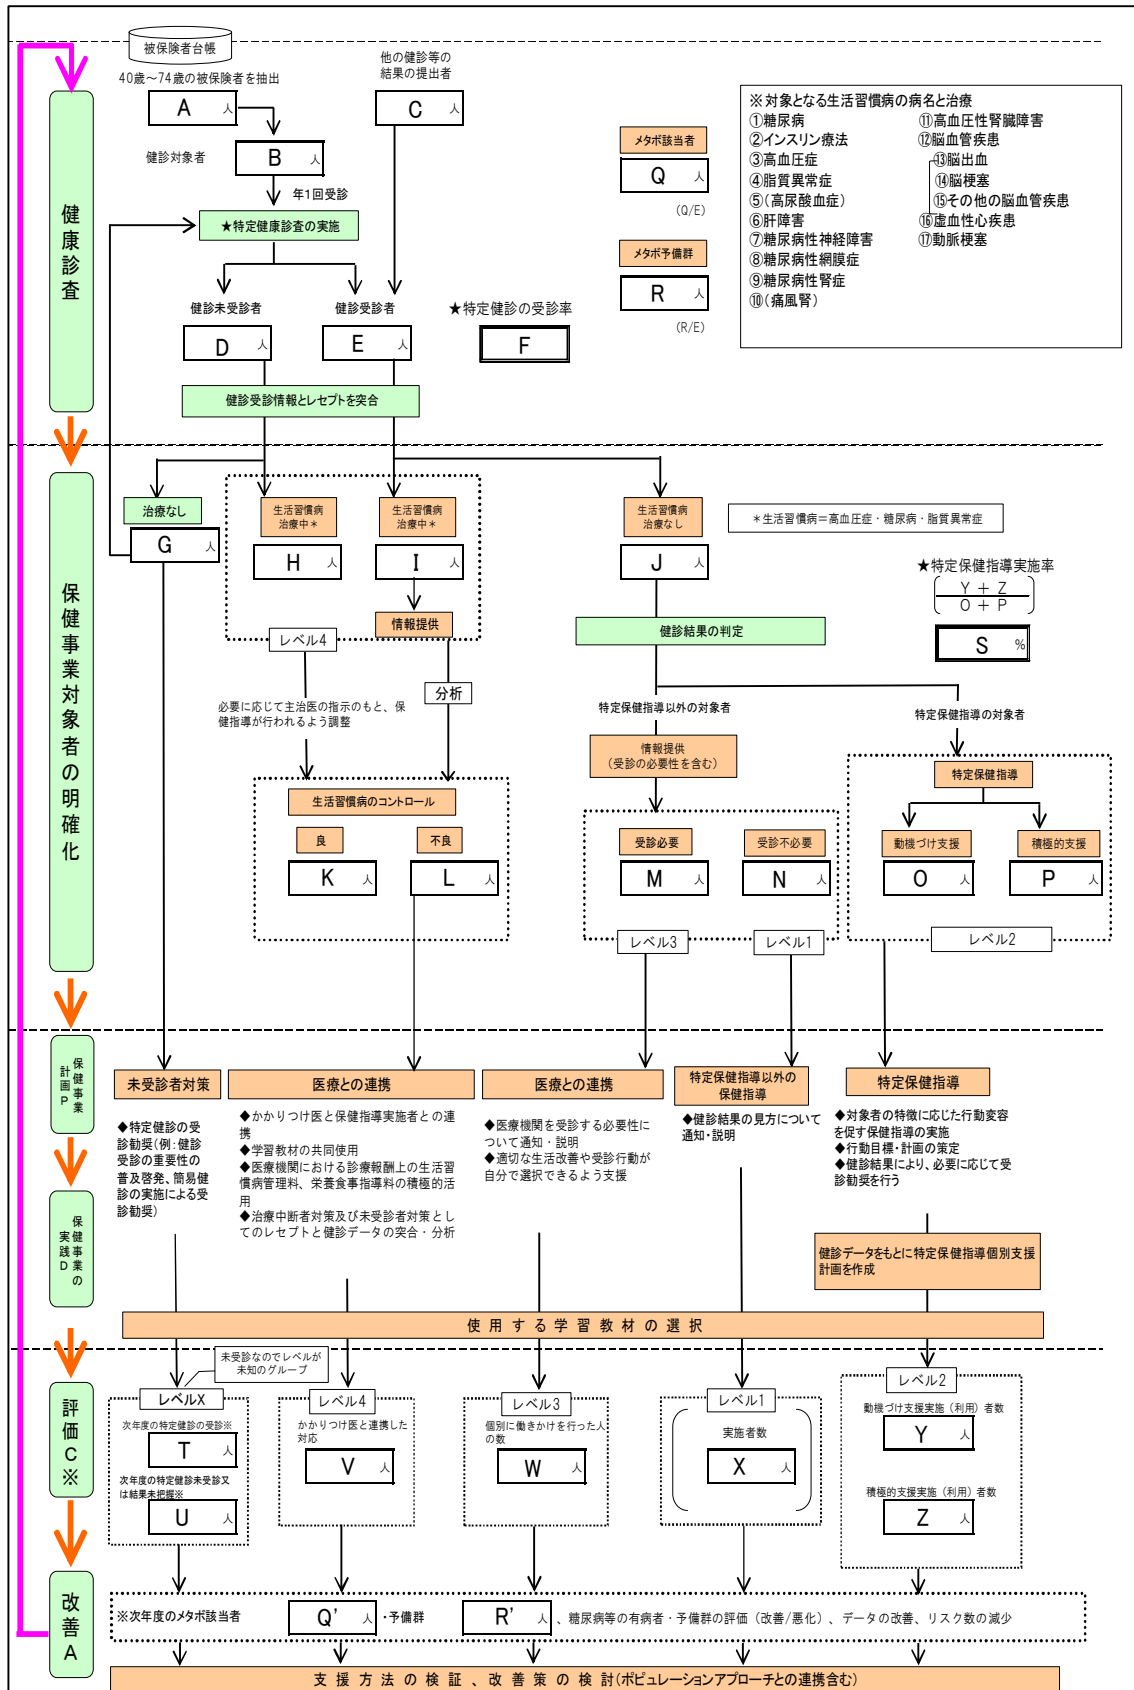 被保険者台帳
40歳～74歳の被保険者を抽出
A 人
健診対象者
B 人
年1回受診
他の健診等の
結果の提出者
C 人
★特定健康診査の実施
健診未受診者
D 人
健診受診者
E 人
★特定健診の受診率
F
メタボ該当者
Q 人
(Q/E)
メタボ予備群
R 人
(R/E)
※対象となる生活習慣病の病名と治療
①糖尿病
②インスリン療法
③高血圧症
④脂質異常症
⑤(高尿酸血症)
⑥肝障害
⑦糖尿病性神経障害
⑧糖尿病性網膜症
⑨糖尿病性腎症
⑩(痛風腎)
⑪高血圧性腎臓障害
⑫脳血管疾患
⑬脳出血
⑭脳梗塞
⑮その他の脳血管疾患
⑯虚血性心疾患
⑰動脈梗塞
健康診査
健診受診情報とレセプトを突合
保健事業対象者の明確化
治療なし
G 人
生活習慣病
治療中＊
H 人
生活習慣病
治療中＊
I 人
情報提供
レベル4
生活習慣病
治療なし
J 人
＊生活習慣病＝高血圧症・糖尿病・脂質異常症
★特定保健指導実施率
Y + Z
O + P
S %
健診結果の判定
分析
必要に応じて主治医の指示のもと、保
健指導が行われるよう調整
特定保健指導以外の対象者
特定保健指導の対象者
情報提供
(受診の必要性を含む)
特定保健指導
生活習慣病のコントロール
良
K 人
不良
L 人
受診必要
M 人
受診不必要
N 人
動機づけ支援
O 人
積極的支援
P 人
レベル3
レベル1
レベル2
保健事業
計画P
未受診者対策
◆特定健診の受
診勧奨(例:健診
受診の重要性の
普及啓発、簡易健
診の実施による受
診勧奨)
医療との連携
◆かかりつけ医と保健指導実施者との連
携
◆学習教材の共同使用
◆医療機関における診療報酬上の生活習
慣病管理料、栄養食事指導料の積極的活
用
◆治療中断者対策及び未受診者対策とし
てのレセプトと健診データの突合・分析
医療との連携
◆医療機関を受診する必要性に
ついて通知・説明
◆適切な生活改善や受診行動が
自分で選択できるよう支援
特定保健指導以外の
保健指導
◆健診結果の見方について
通知・説明
特定保健指導
◆対象者の特徴に応じた行動変容
を促す保健指導の実施
◆行動目標・計画の策定
◆健診結果により、必要に応じて受
診勧奨を行う
保健事業の
実践D
健診データをもとに特定保健指導個別支援
計画を作成
使用する学習教材の選択
未受診なのでレベルが
未知のグループ
評価C※
レベルX
次年度の特定健診の受診※
T 人
次年度の特定健診未受診又
は結果未把握※
U 人
レベル4
かかりつけ医と連携した
対応
V 人
レベル3
個別に働きかけを行った人
の数
W 人
レベル1
実施者数
X 人
レベル2
動機づけ支援実施（利用）者数
Y 人
積極的支援実施（利用）者数
Z 人
改善A
※次年度のメタボ該当者 Q' 人 ・予備群 R' 人 、糖尿病等の有病者・予備群の評価（改善/悪化）、データの改善、リスク数の減少
支援方法の検証、改善策の検討(ポピュレーションアプローチとの連携含む)